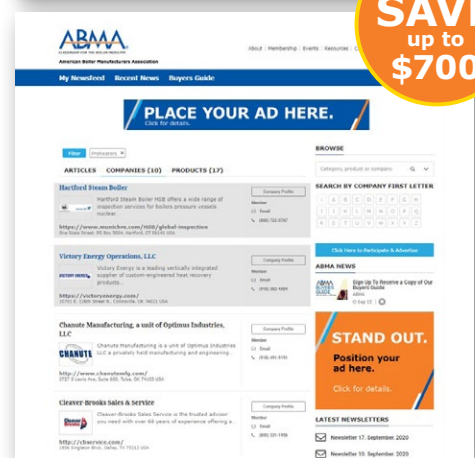 SAVE
up to
$700
ABMA
American Boiler Manufacturers Association
About | Membership | Events | Resources
My Newsfeed Recent News Buyers Guide
PLACE YOUR AD HERE.
Click for details.
BROWSE
Filter
Category, product or company
ARTICLES COMPANIES (10) PRODUCTS (17)
SEARCH BY COMPANY FIRST LETTER
Hartford Steam Boiler
Company Profile
Hartford Steam Boiler HSB offers a wide range of
inspection services for boilers pressure vessels
nuclear
Member
Email
https://www.munichre.com/HSB/global-inspection
Click Here to Participate & Advertise
Victory Energy Operations, LLC
Company Profile
Victory Energy is a leading vertically integrated
supplier of custom-engineered heat recovery
products...
Member
Email
https://victoryenergy.com/
ABMA NEWS
Sign Up To Receive a Copy of Our
Buyers Guide
Chanute Manufacturing, a unit of Optimus Industries,
LLC
Company Profile
CHANUTE
Chanute Manufacturing is a unit of Optimus Industries
LLC a privately held manufacturing and engineering
Member
Email
http://www.chanutemfg.com/
STAND OUT.
Position your
ad here.
Click for details.
Cleaver-Brooks Sales & Service
Company Profile
Cleaver-Brooks Sales Service is the trusted advisor
you need with over 68 years of experience offering a
Member
Email
http://cbservice.com/
LATEST NEWSLETTERS
Newsletter 17. September, 2020
Newsletter 10. September, 2020